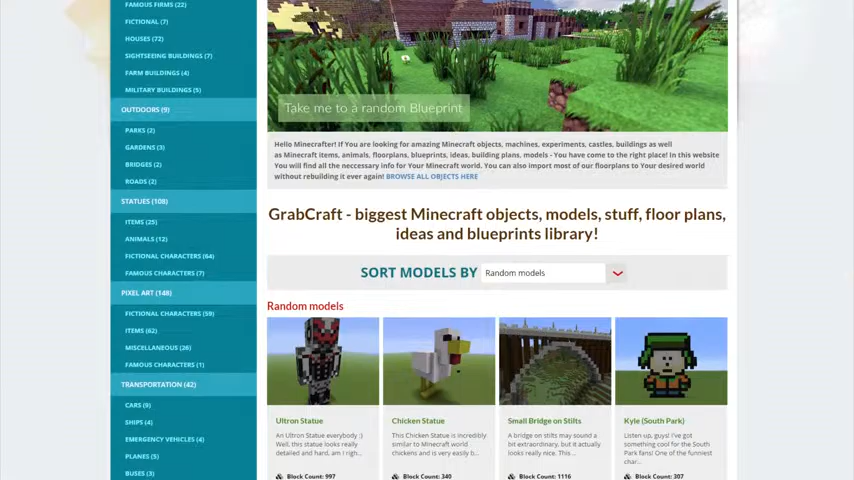 FAMOUS FIRMS (22)
FICTIONAL (7)
HOUSES (72)
SIGHTSEEING BUILDINGS (7)
FARM BUILDINGS (4)
MILITARY BUILDINGS (5)
OUTDOORS (9)
PARKS (2)
GARDENS (3)
BRIDGES (2)
ROADS (2)
STATUES (108)
ITEMS (25)
ANIMALS (12)
FICTIONAL CHARACTERS (64)
FAMOUS CHARACTERS (7)
PIXEL ART (148)
FICTIONAL CHARACTERS (59)
ITEMS (62)
MISCELLANEOUS (26)
FAMOUS CHARACTERS (1)
TRANSPORTATION (42)
CARS (9)
SHIPS (4)
EMERGENCY VEHICLES (4)
PLANES (5)
BUSES (3)
Take me to a random Blueprint
Hello Minecrafter! If You are looking for amazing Minecraft objects, machines, experiments, castles, buildings as well
as Minecraft items, animals, floorplans, blueprints, ideas, building plans, models - You have come to the right place! In this website
You will find all the neccessary info for Your Minecraft world. You can also import most of our floorplans to Your desired world
without rebuilding it ever again! BROWSE ALL OBJECTS HERE
GrabCraft - biggest Minecraft objects, models, stuff, floor plans,
ideas and blueprints library!
SORT MODELS BY Random models
Random models
Ultron Statue
An Ultron Statue everybody :)
Well, this statue looks really
detailed and hard, am I righ...
Block Count: 997
Chicken Statue
This Chicken Statue is incredibly
similar to Minecraft world
chickens and is very easily b...
Block Count: 340
Small Bridge on Stilts
A bridge on stilts may sound a
bit extraordinary, but it actually
looks really nice. This ...
Block Count: 1116
Kyle (South Park)
Listen up, guys! I've got
something cool for the South
Park fans! One of the funniest
char...
Block Count: 307